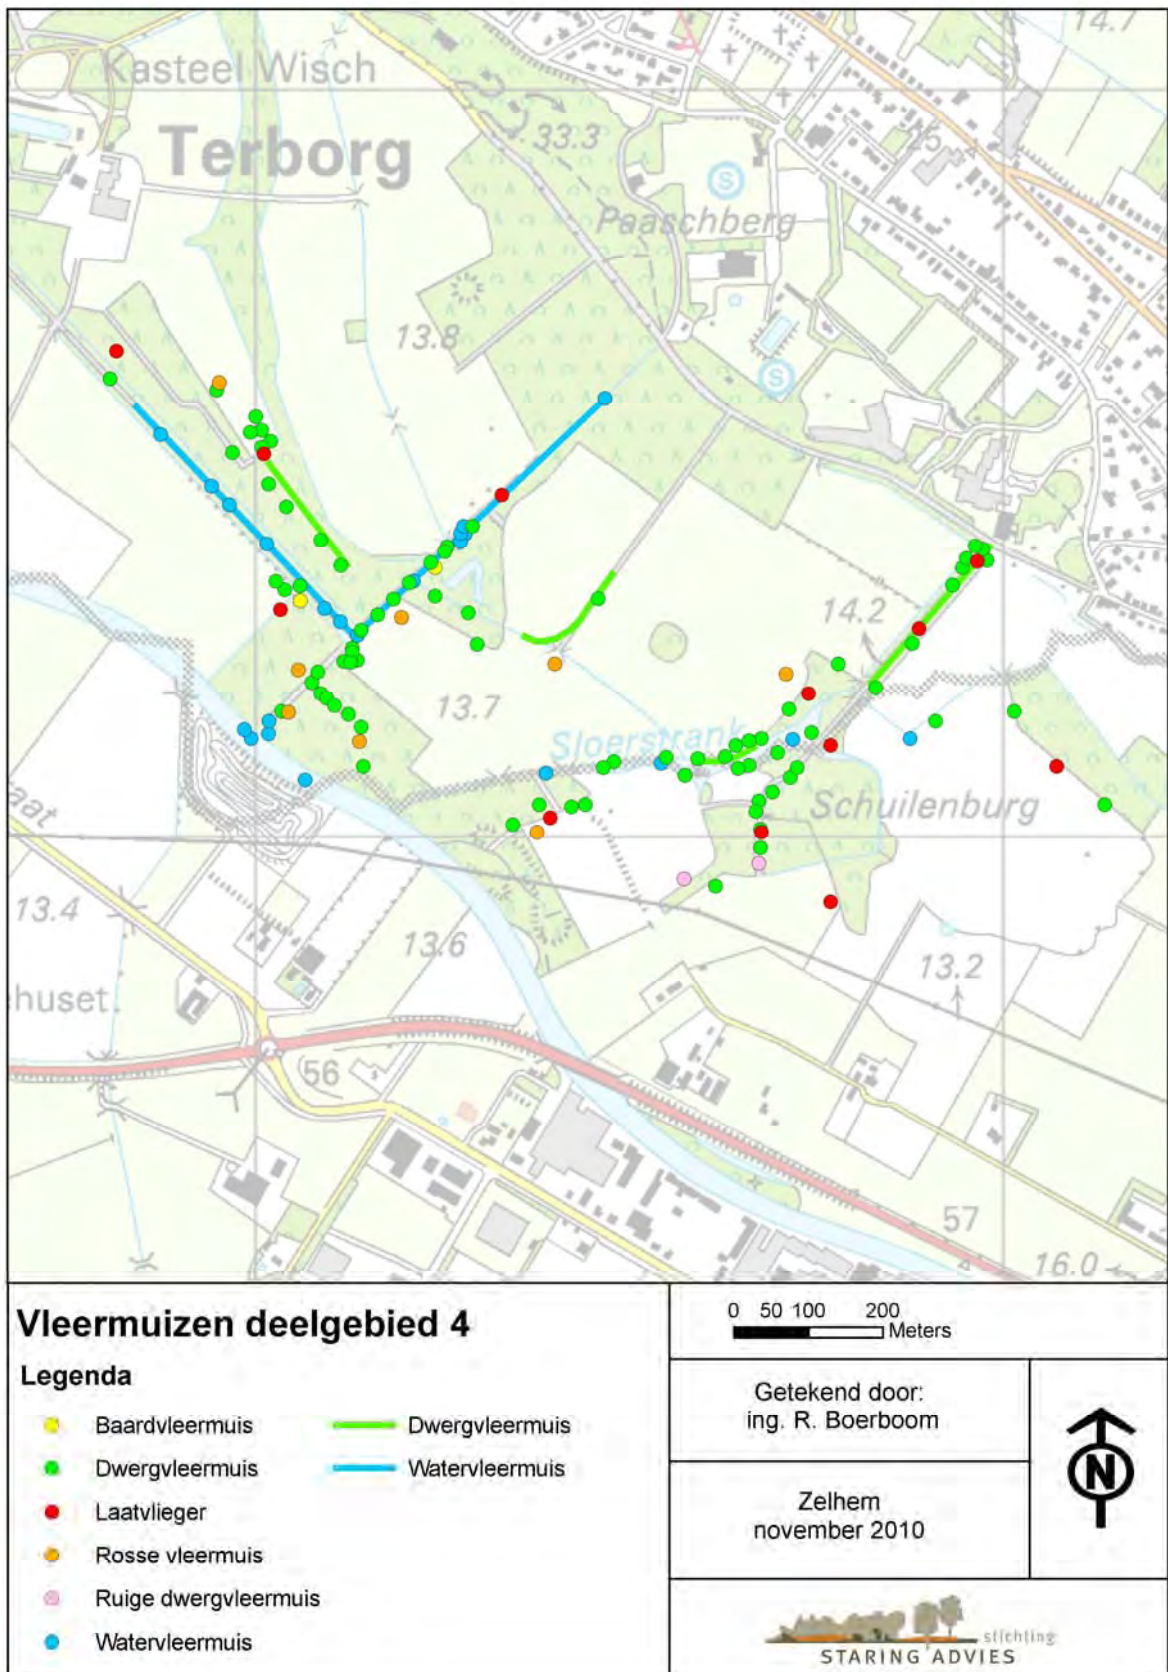 14.7
Kasteel Wisch
Terborg
33.3
25
S
Paaschberg
13.8
S
14.2
13.7
Sloerstrank
Schuilenburg
aat
13.4
13.6
13.2
huset.
56
57
16.0
Vleermuizen deelgebied 4
Legenda
Baardvleermuis
Dwergvleermuis
Laatvlieger
Rosse vleermuis
Ruige dwergvleermuis
Watervleermuis
Dwergvleermuis
Watervleermuis
0 50 100 200
Meters
Getekend door:
ing. R. Boerboom
Zelhem
november 2010
N
stichting
STARING ADVIES